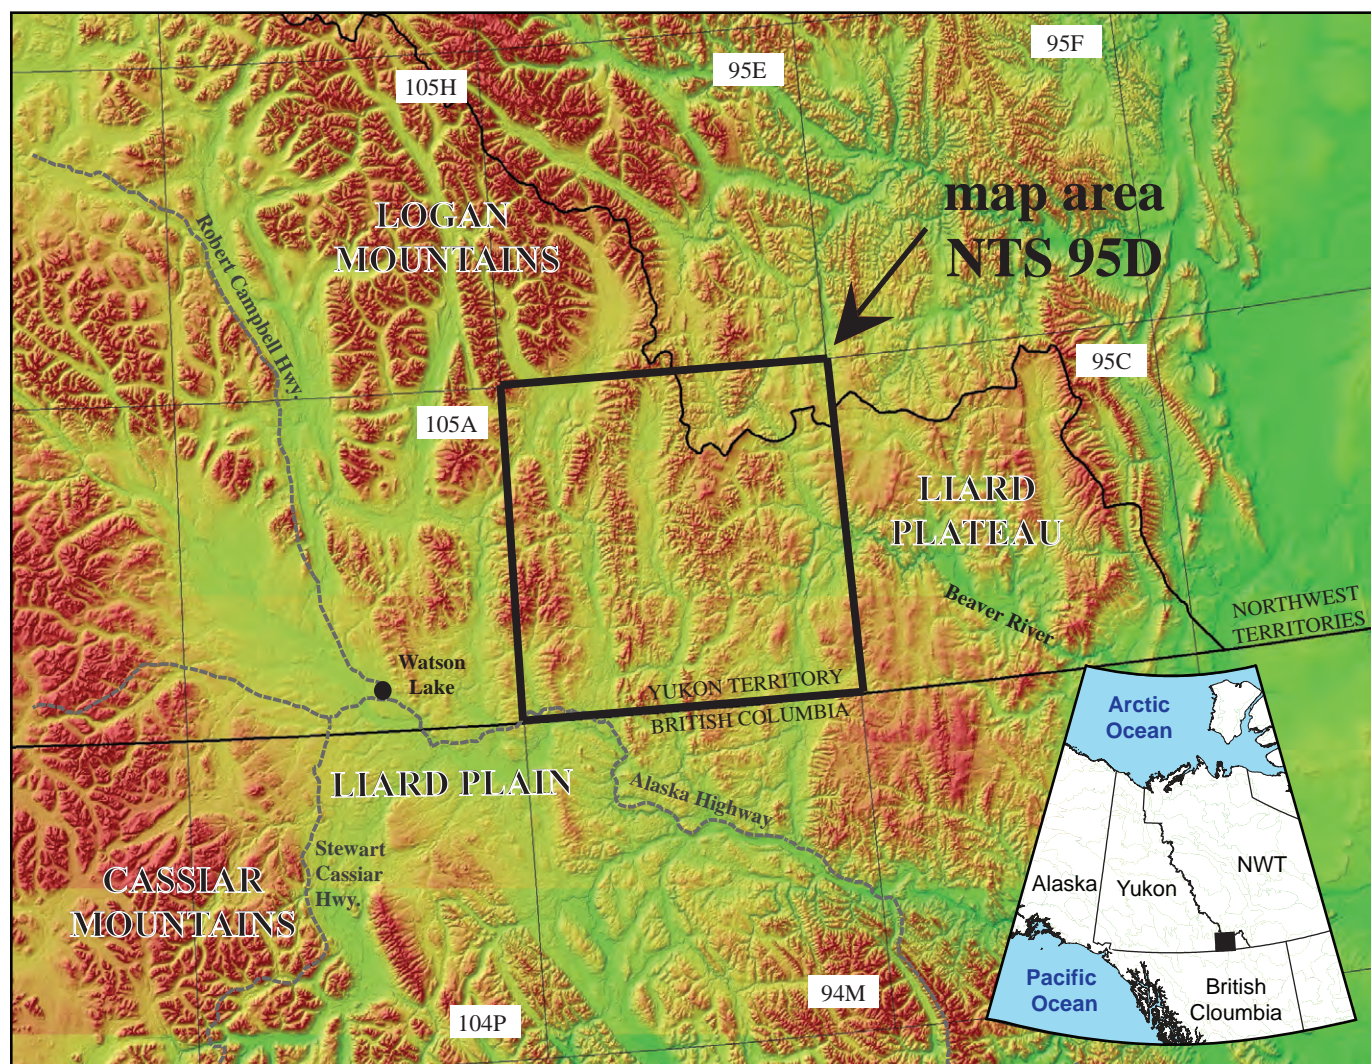 95F
95E
105H
map area
NTS 95D
LOGAN
MOUNTAINS
Robert Campbell Hwy.
95C
105A
LIARD
PLATEAU
Beaver River
NORTHWEST
TERRITORIES
Watson
Lake
YUKON TERRITORY
BRITISH COLUMBIA
LIARD PLAIN
Alaska Highway
Stewart
Cassiar
Hwy.
CASSIAR
MOUNTAINS
94M
104P
Arctic
Ocean
Alaska
Yukon
NWT
Pacific
Ocean
British
Cloumbia